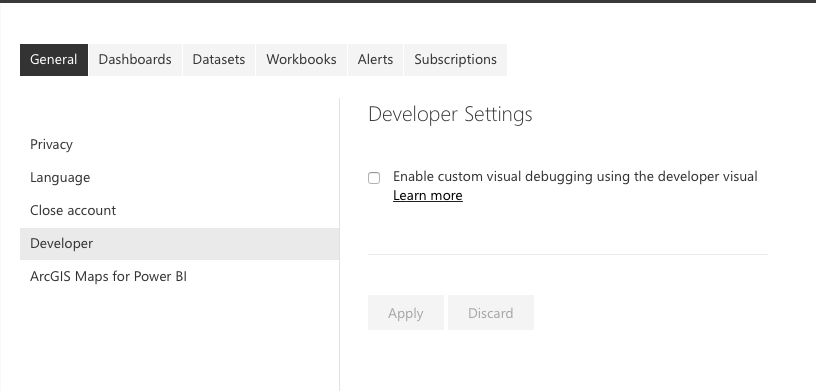 General Dashboards Datasets Workbooks Alerts Subscriptions
Privacy
Language
Close account
Developer
ArcGIS Maps for Power BI
Developer Settings
Enable custom visual debugging using the developer visual
Learn more
Apply Discard